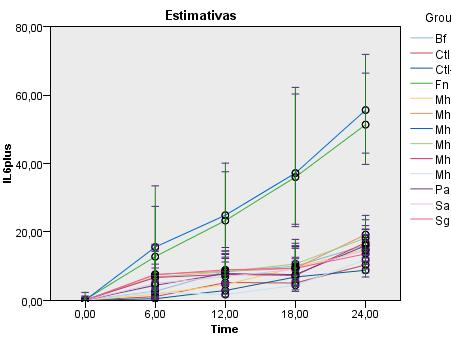 Estimativas
Grou
80,00
60,00
40,00
20,00
0,00
IL6plus
0,00 6,00 12,00 18,00 24,00
Time
Bf
Ctl
Ctl
Fn
Mh
Mh
Mh
Mh
Mh
Mh
Pa
Sa
Sg